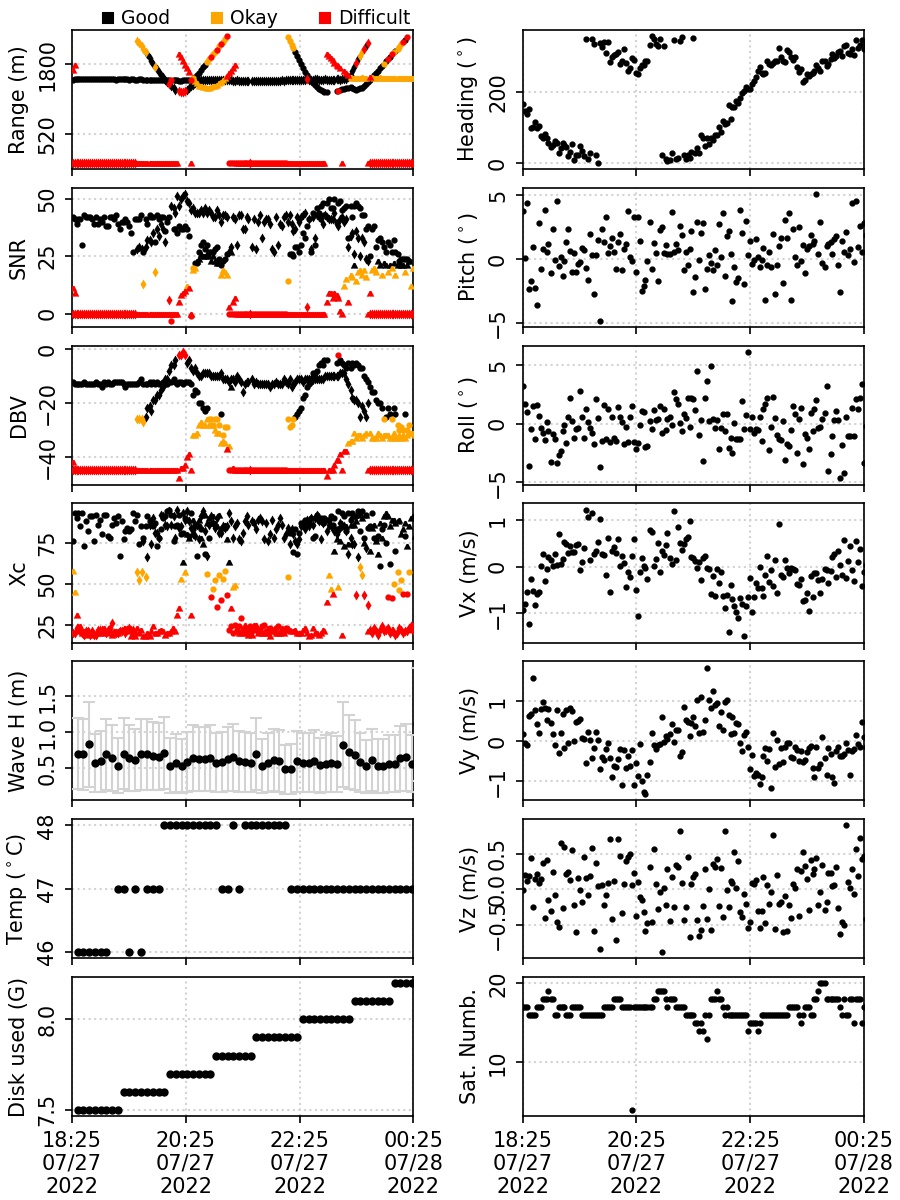 Good Okay Difficult
Range (m)
1800
520
Heading (°)
200
0
SNR
50
25
0
Pitch (°)
5
0
−5
DBV
0
−20
−40
Roll (°)
5
0
−5
Xc
75
50
25
Vx (m/s)
1
0
−1
Wave H (m)
1.5
1.0
0.5
Vy (m/s)
1
0
−1
Temp (°C)
48
47
46
Vz (m/s)
0.5
0.0
−0.5
Disk used (G)
8.0
7.5
Sat. Numb.
20
10
18:25 20:25 22:25 00:25 18:25 20:25 22:25 00:25
07/27 07/27 07/27 07/28 07/27 07/27 07/27 07/28
2022 2022 2022 2022 2022 2022 2022 2022